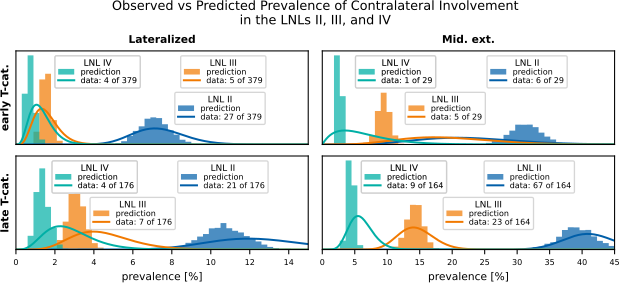 Observed vs Predicted Prevalence of Contralateral Involvement
in the LNLs II, III, and IV
Lateralized
Mid. ext.
early T-cat.
LNL IV
prediction
data: 4 of 379
LNL III
prediction
data: 5 of 379
LNL II
prediction
data: 27 of 379
LNL IV
prediction
data: 1 of 29
LNL II
prediction
data: 6 of 29
LNL III
prediction
data: 5 of 29
late T-cat.
LNL IV
prediction
data: 4 of 176
LNL II
prediction
data: 21 of 176
LNL III
prediction
data: 7 of 176
LNL IV
prediction
data: 9 of 164
LNL II
prediction
data: 67 of 164
LNL III
prediction
data: 23 of 164
0 2 4 6 8 10 12 14
0 5 10 15 20 25 30 35 40 45
prevalence [%]
prevalence [%]